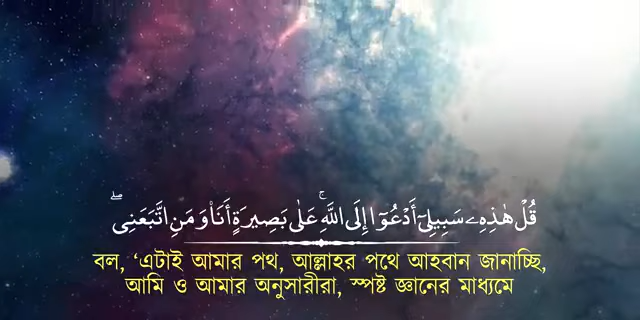 قُلْ هَٰذِهِۦ سَبِيلِىٓ أَدْعُوٓا۟ إِلَى ٱللَّهِ ۚ عَلَىٰ بَصِيرَةٍ أَنَا۠ وَمَنِ ٱتَّبَعَنِى ۖ
বল, ‘এটাই আমার পথ, আল্লাহর পথে আহবান জানাচ্ছি,
আমি ও আমার অনুসারীরা, স্পষ্ট জ্ঞানের মাধ্যমে